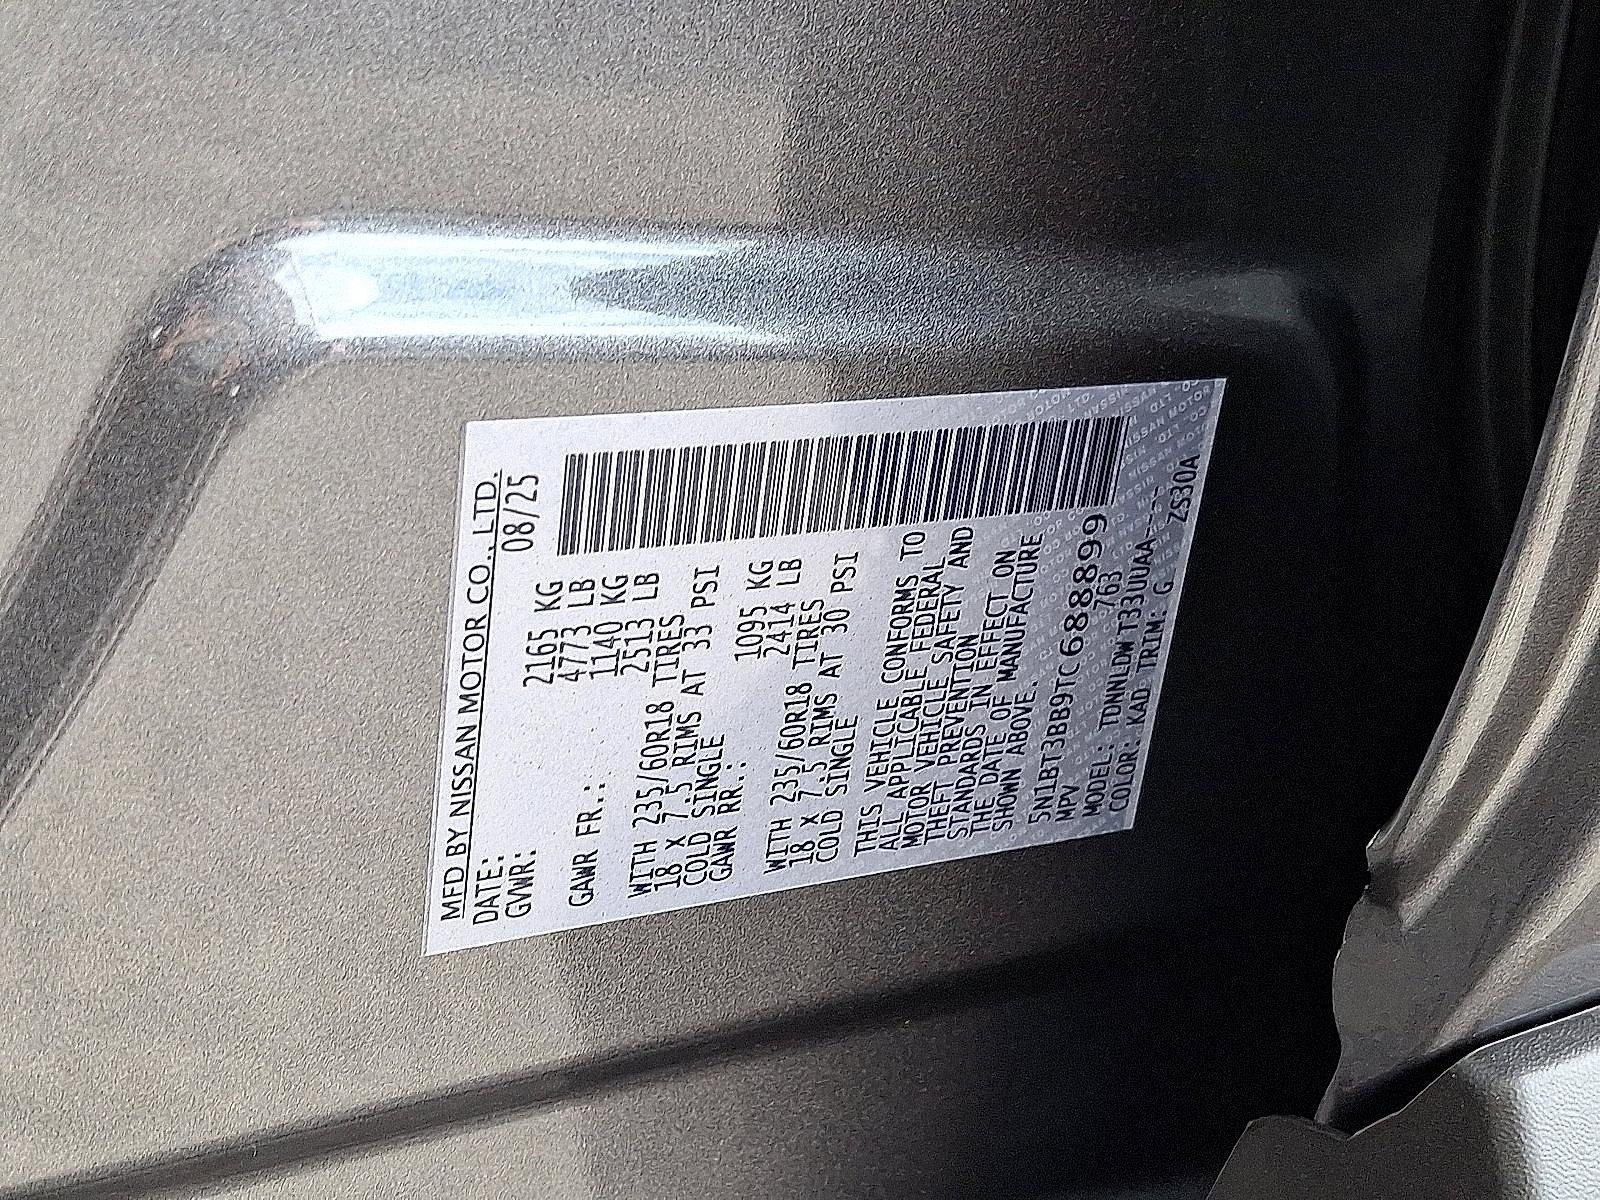 MFD BY NISSAN MOTOR CO., LTD.
DATE: 08/25
GVWR: 2165 KG
4773 LB
GAWR FR.: 1140 KG
2513 LB
WITH 235/60R18 TIRES
18 x 7.5 RIMS AT 33 PSI
COLD SINGLE
GAWR RR.: 1095 KG
2414 LB
WITH 235/60R18 TIRES
18 x 7.5 RIMS AT 30 PSI
COLD SINGLE
THIS VEHICLE CONFORMS TO
ALL APPLICABLE FEDERAL
MOTOR VEHICLE SAFETY AND
THEFT PREVENTION
STANDARDS IN EFFECT ON
THE DATE OF MANUFACTURE
SHOWN ABOVE.
5N1BT3BB9TC688899
MPV 763
MODEL: TDNNLDWT33UUAA----
COLOR: KAD TRIM: G ZS30A